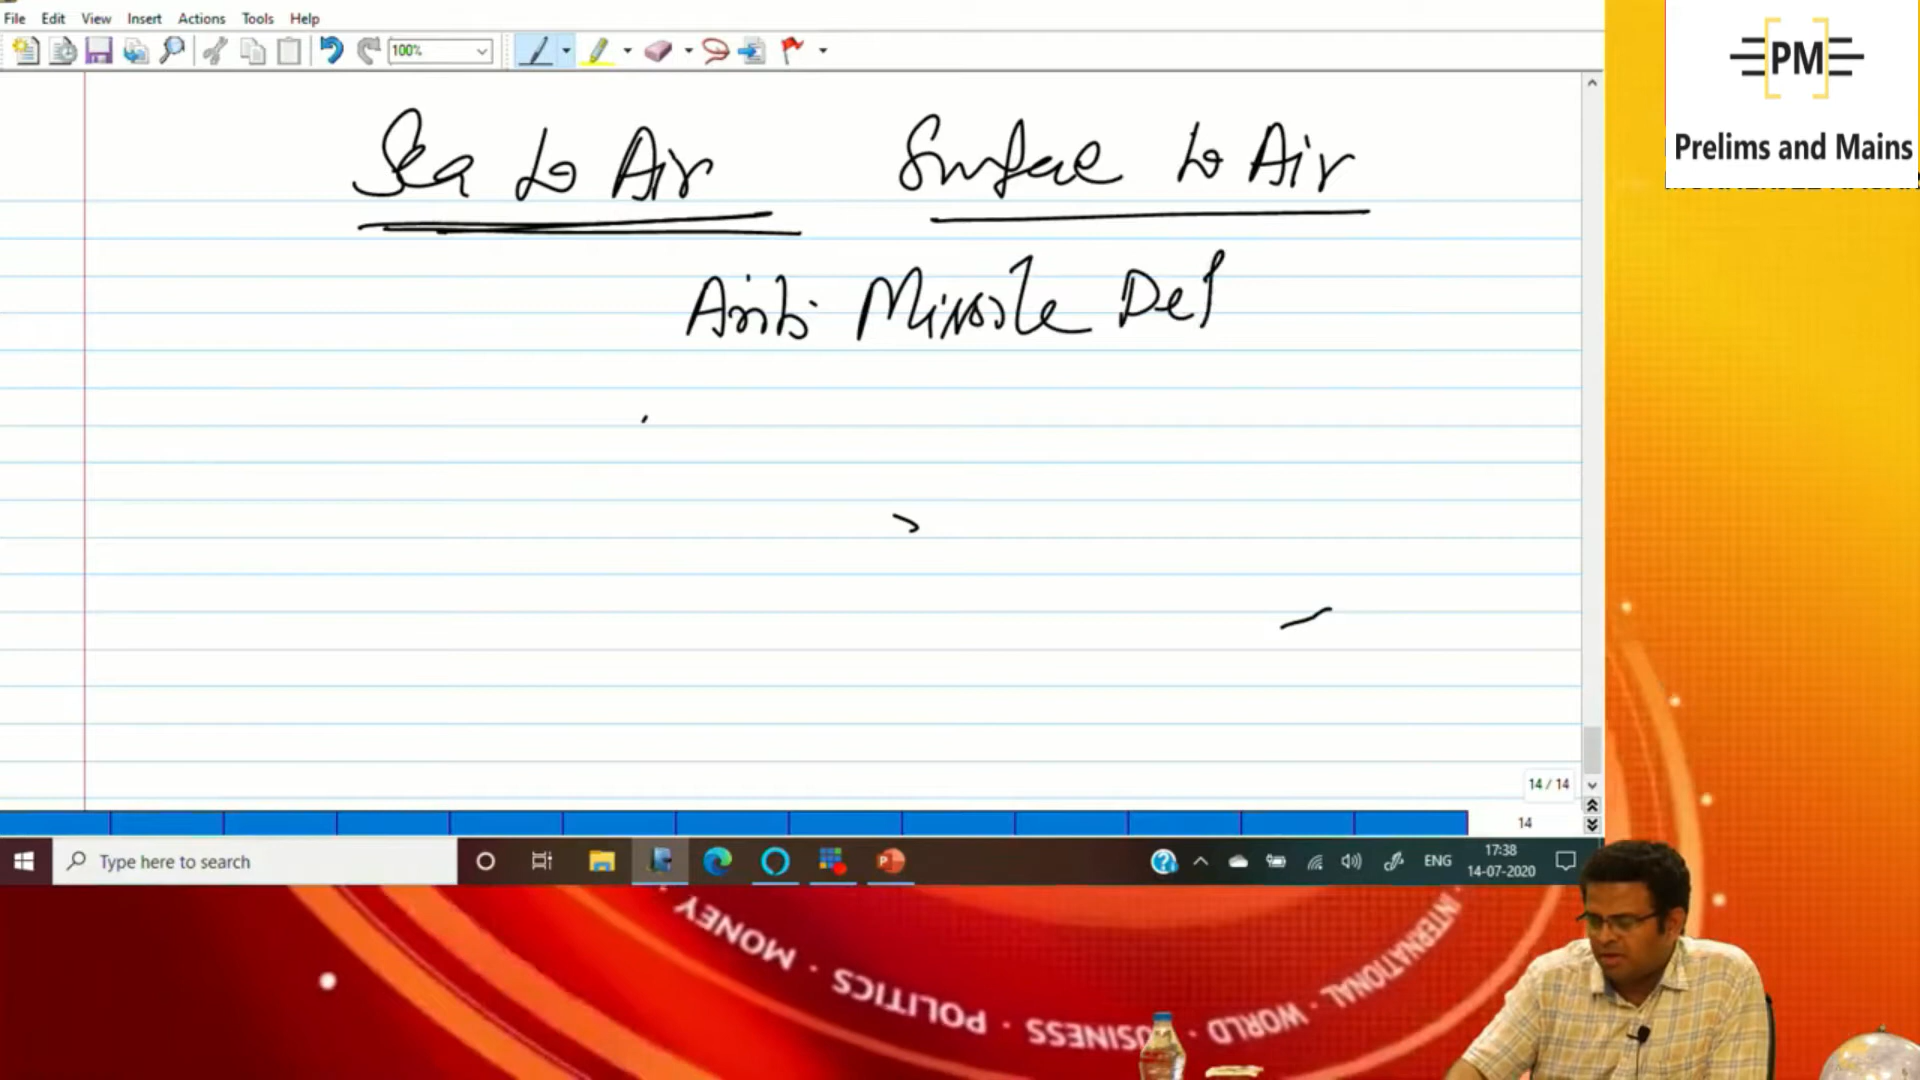 File Edit View Insert Actions Tools Help
100%
PM
Prelims and Mains
Sea to Air Surface to Air
Anti Missile Def
14 / 14
14
Type here to search
ENG
17:38
14-07-2020
MONEY · POLITICS · BUSINESS · WORLD · INTERNATIONAL ·